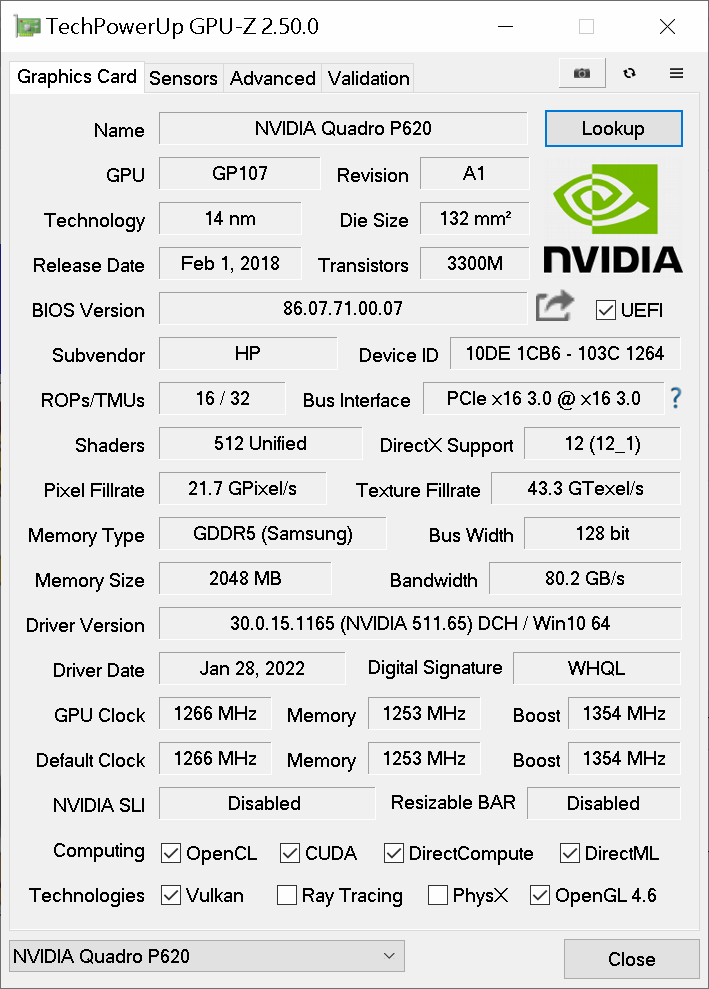 TechPowerUp GPU-Z 2.50.0
Graphics Card Sensors Advanced Validation
Name NVIDIA Quadro P620 Lookup
GPU GP107 Revision A1
Technology 14 nm Die Size 132 mm²
Release Date Feb 1, 2018 Transistors 3300M
NVIDIA
BIOS Version 86.07.71.00.07 UEFI
Subvendor HP Device ID 10DE 1CB6 - 103C 1264
ROPs/TMUs 16 / 32 Bus Interface PCIe x16 3.0 @ x16 3.0 ?
Shaders 512 Unified DirectX Support 12 (12_1)
Pixel Fillrate 21.7 GPixel/s Texture Fillrate 43.3 GTexel/s
Memory Type GDDR5 (Samsung) Bus Width 128 bit
Memory Size 2048 MB Bandwidth 80.2 GB/s
Driver Version 30.0.15.1165 (NVIDIA 511.65) DCH / Win10 64
Driver Date Jan 28, 2022 Digital Signature WHQL
GPU Clock 1266 MHz Memory 1253 MHz Boost 1354 MHz
Default Clock 1266 MHz Memory 1253 MHz Boost 1354 MHz
NVIDIA SLI Disabled Resizable BAR Disabled
Computing OpenCL CUDA DirectCompute DirectML
Technologies Vulkan Ray Tracing PhysX OpenGL 4.6
NVIDIA Quadro P620 Close